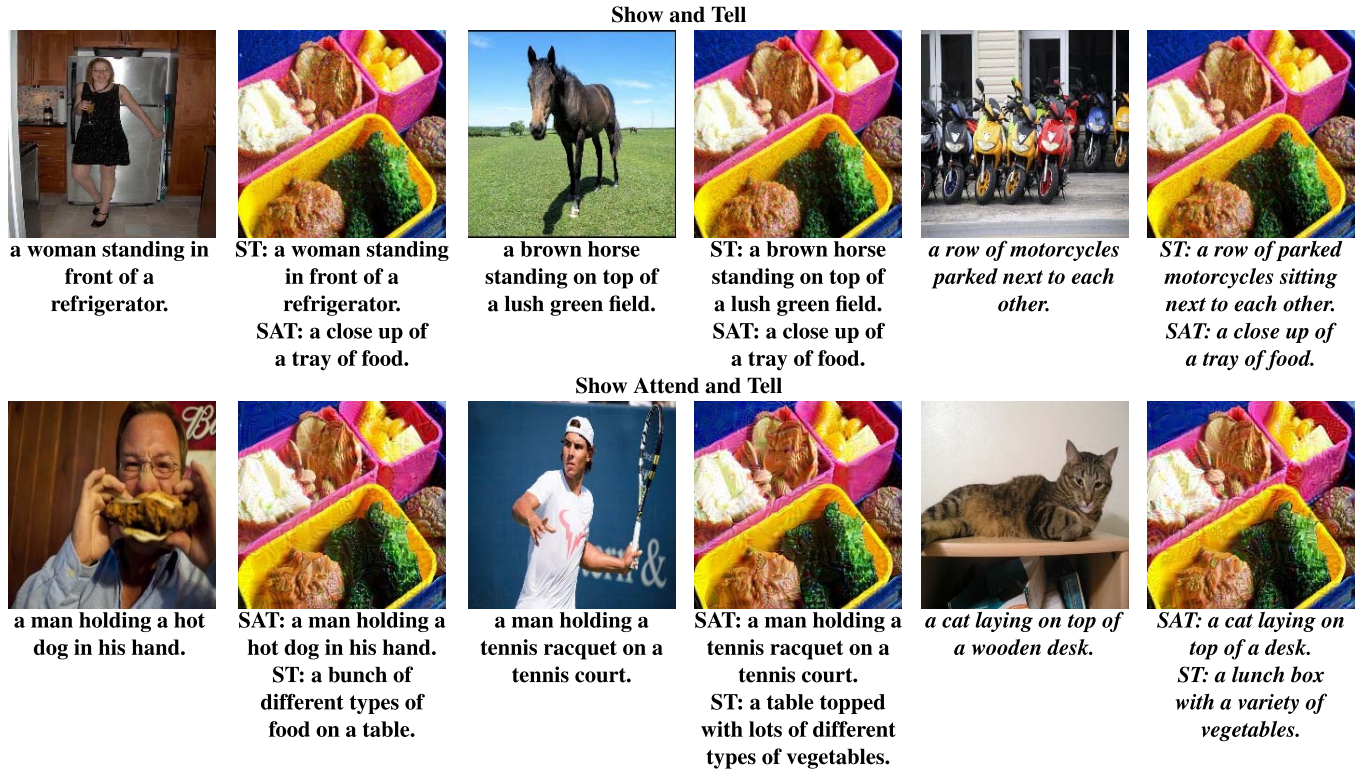 Show and Tell
a woman standing in
front of a
refrigerator.
ST: a woman standing
in front of a
refrigerator.
SAT: a close up of
a tray of food.
a brown horse
standing on top of
a lush green field.
ST: a brown horse
standing on top of
a lush green field.
SAT: a close up of
a tray of food.
a row of motorcycles
parked next to each
other.
ST: a row of parked
motorcycles sitting
next to each other.
SAT: a close up of
a tray of food.
Show Attend and Tell
a man holding a hot
dog in his hand.
SAT: a man holding a
hot dog in his hand.
ST: a bunch of
different types of
food on a table.
&
a man holding a
tennis racquet on a
tennis court.
SAT: a man holding a
tennis racquet on a
tennis court.
ST: a table topped
with lots of different
types of vegetables.
a cat laying on top of
a wooden desk.
SAT: a cat laying on
top of a desk.
ST: a lunch box
with a variety of
vegetables.